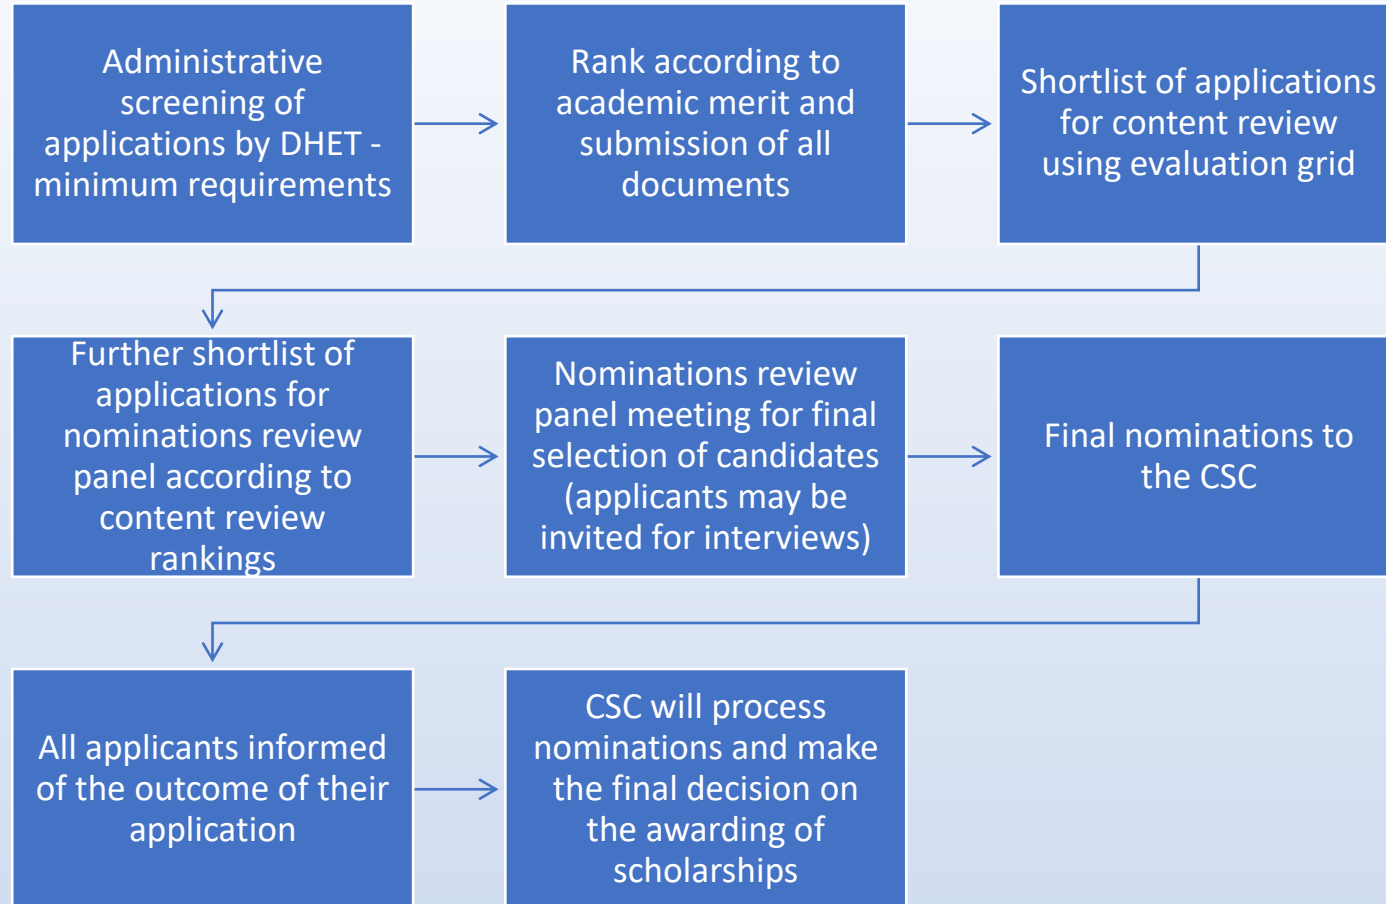 Administrative
screening of
applications by DHET -
minimum requirements
Rank according to
academic merit and
submission of all
documents
Shortlist of applications
for content review
using evaluation grid
Further shortlist of
applications for
nominations review
panel according to
content review
rankings
Nominations review
panel meeting for final
selection of candidates
(applicants may be
invited for interviews)
Final nominations to
the CSC
All applicants informed
of the outcome of their
application
CSC will process
nominations and make
the final decision on
the awarding of
scholarships